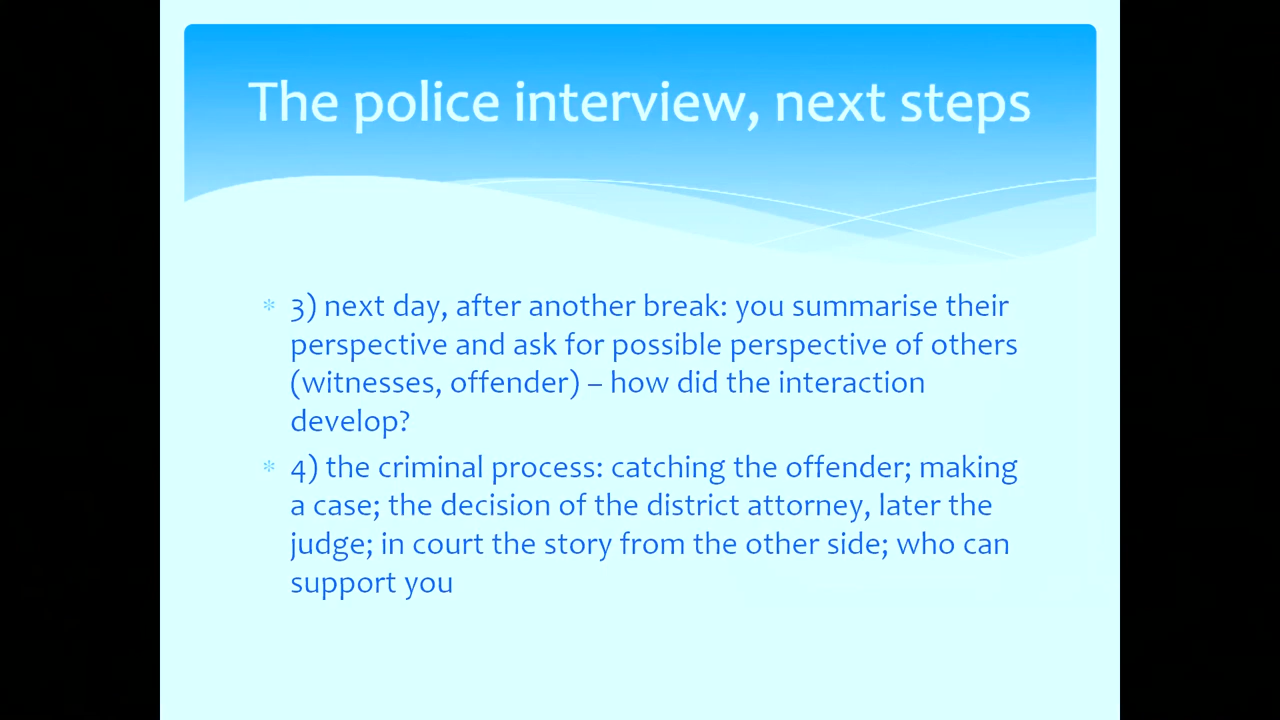 The police interview, next steps
* 3) next day, after another break: you summarise their
perspective and ask for possible perspective of others
(witnesses, offender) – how did the interaction
develop?
* 4) the criminal process: catching the offender; making
a case; the decision of the district attorney, later the
judge; in court the story from the other side; who can
support you